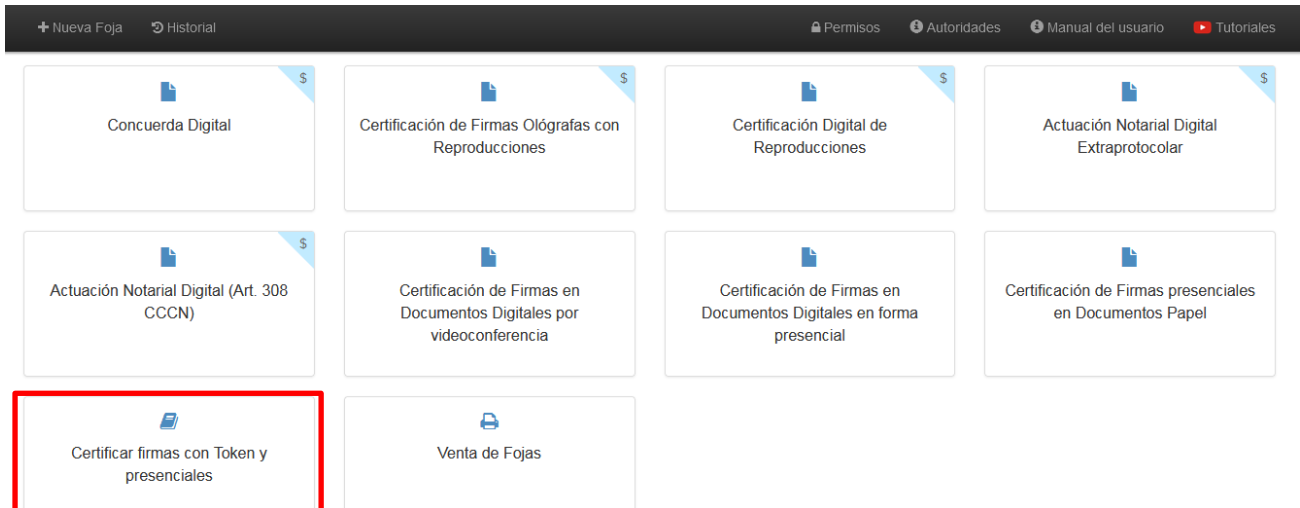 Nueva Foja Historial Permisos Autoridades Manual del usuario Tutoriales
$
Concuerda Digital
$
Certificación de Firmas Ológrafas con
Reproducciones
$
Certificación Digital de
Reproducciones
$
Actuación Notarial Digital
Extraprotocolar
$
Actuación Notarial Digital (Art. 308
CCCN)
Certificación de Firmas en
Documentos Digitales por
videoconferencia
Certificación de Firmas en
Documentos Digitales en forma
presencial
Certificación de Firmas presenciales
en Documentos Papel
Certificar firmas con Token y
presenciales
Venta de Fojas